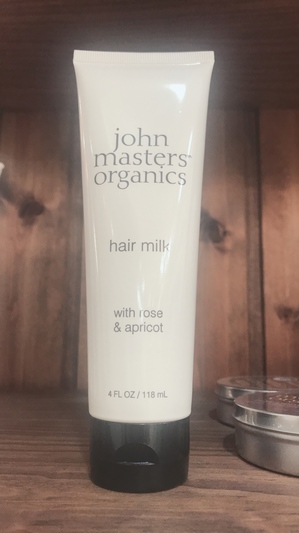 john
masters
organics
hair milk
with rose
& apricot
4 FL OZ / 118 mL